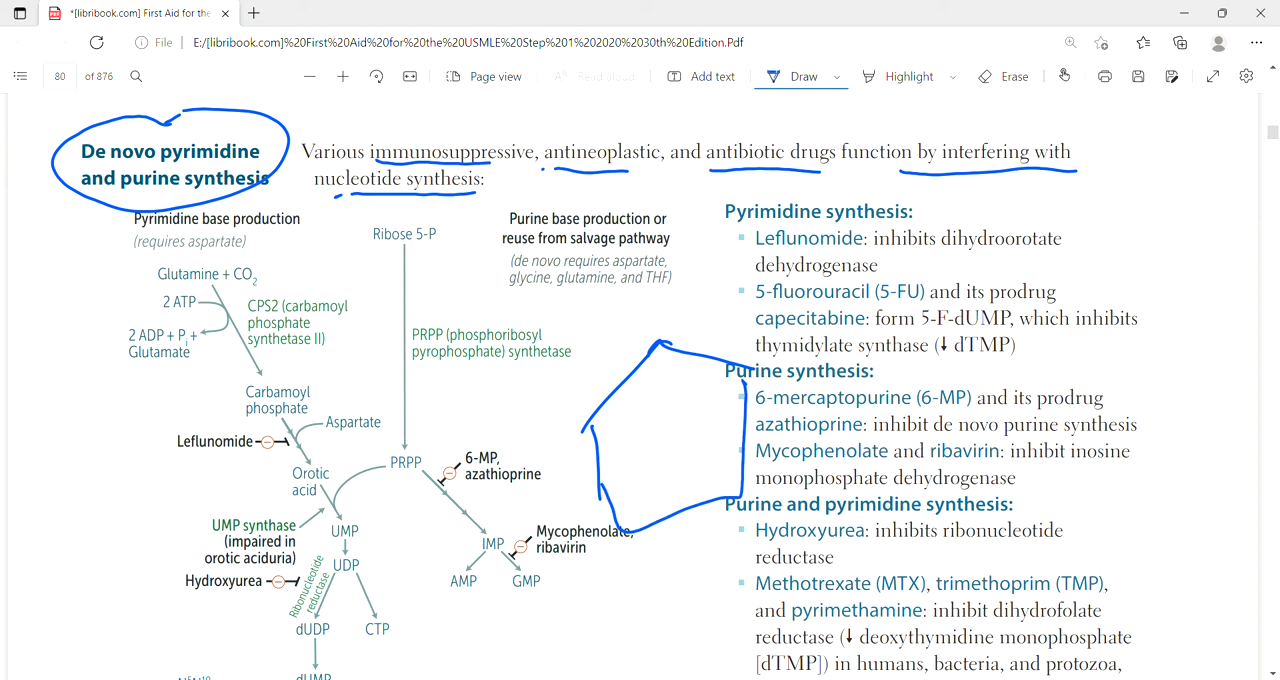 *[libribook.com] First Aid for the
File
E:/[libribook.com]%20First%20Aid%20for%20the%20USMLE%20Step%201%202020%2030th%20Edition.Pdf
80 of 876
Page view
Read aloud
Add text
Draw
Highlight
Erase
De novo pyrimidine
and purine synthesis
Various immunosuppressive, antineoplastic, and antibiotic drugs function by interfering with
nucleotide synthesis:
Pyrimidine base production
(requires aspartate)
Ribose 5-P
Purine base production or
reuse from salvage pathway
(de novo requires aspartate,
glycine, glutamine, and THF)
Glutamine + CO2
2 ATP
2 ADP + Pi +
Glutamate
CPS2 (carbamoyl
phosphate
synthetase II)
PRPP (phosphoribosyl
pyrophosphate) synthetase
Carbamoyl
phosphate
Aspartate
Leflunomide
Orotic
acid
PRPP
6-MP,
azathioprine
UMP synthase
(impaired in
orotic aciduria)
UMP
Hydroxyurea
Ribonucleotide
reductase
UDP
IMP
Mycophenolate,
ribavirin
AMP
GMP
dUDP
CTP
dUMP
Pyrimidine synthesis:
Leflunomide: inhibits dihydroorotate
dehydrogenase
5-fluorouracil (5-FU) and its prodrug
capecitabine: form 5-F-dUMP, which inhibits
thymidylate synthase (↓ dTMP)
Purine synthesis:
6-mercaptopurine (6-MP) and its prodrug
azathioprine: inhibit de novo purine synthesis
Mycophenolate and ribavirin: inhibit inosine
monophosphate dehydrogenase
Purine and pyrimidine synthesis:
Hydroxyurea: inhibits ribonucleotide
reductase
Methotrexate (MTX), trimethoprim (TMP),
and pyrimethamine: inhibit dihydrofolate
reductase (↓ deoxythymidine monophosphate
[dTMP]) in humans, bacteria, and protozoa,